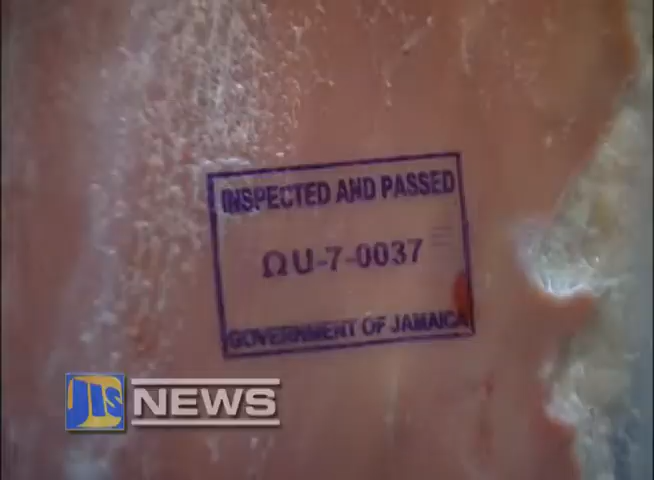 INSPECTED AND PASSED
ΩU-7-0037
GOVERNMENT OF JAMAICA
JIS NEWS